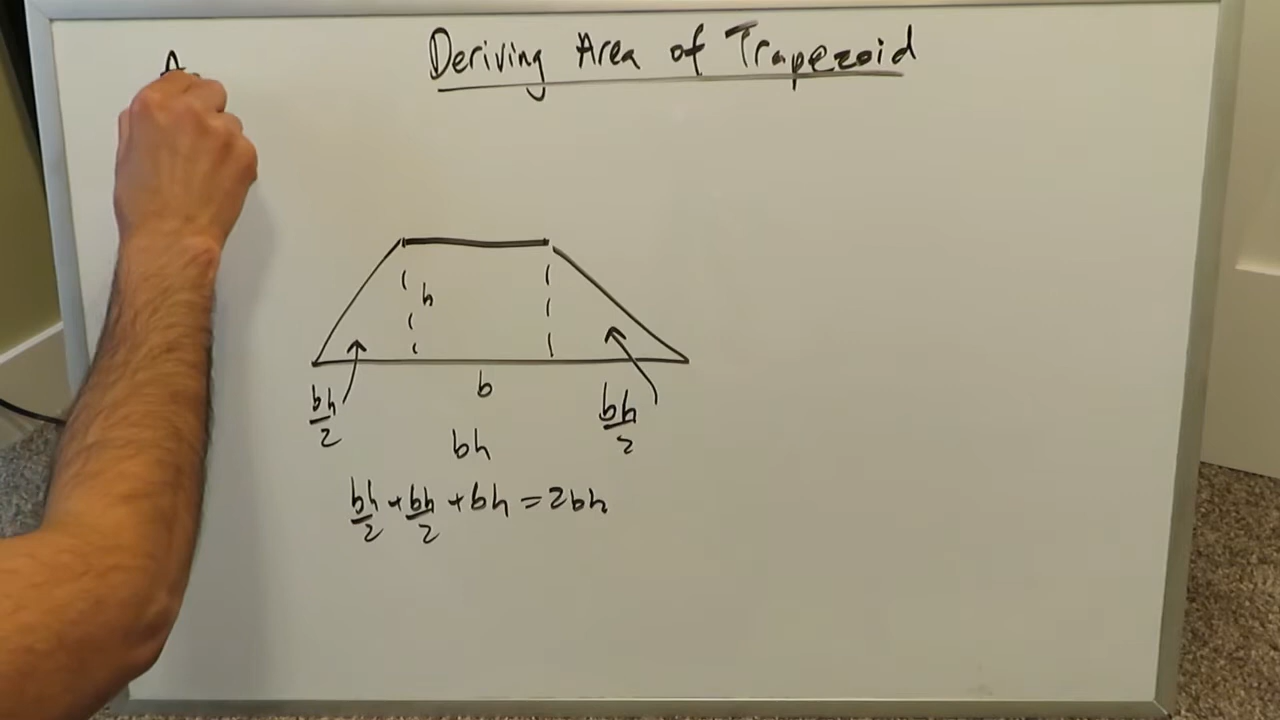 Deriving Area of Trapezoid
A
h
b
bh/2
bh/2
bh
bh/2 + bh/2 + bh = 2bh